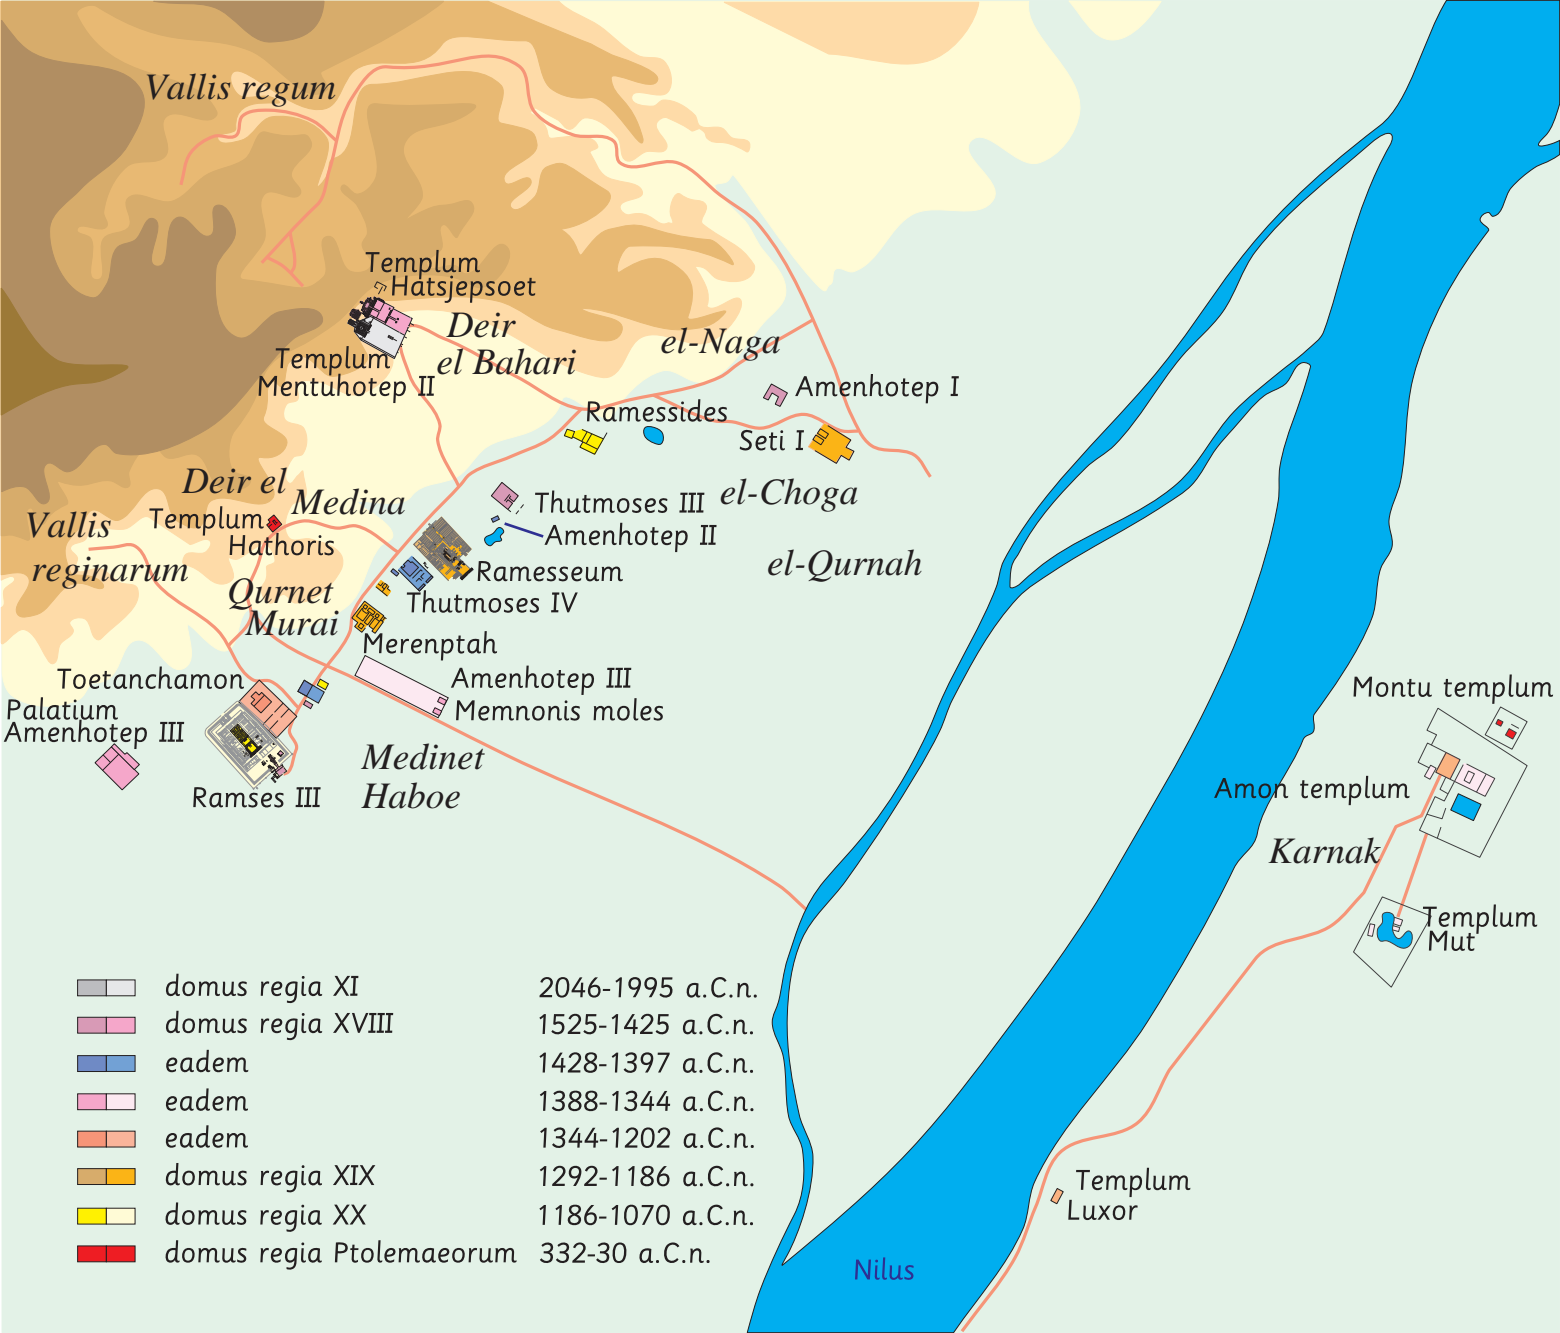 Vallis regum
Templum
Hatsjepsoet
Deir
el Bahari
el-Naga
Templum
Mentuhotep II
Amenhotep I
Ramessides
Seti I
Deir el
Medina
Thutmoses III
el-Choga
Vallis
reginarum
Templum
Hathoris
Amenhotep II
el-Qurnah
Ramesseum
Qurnet
Murai
Thutmoses IV
Merenptah
Toetanchamon
Amenhotep III
Memnonis moles
Palatium
Amenhotep III
Montu templum
Medinet
Haboe
Ramses III
Amon templum
Karnak
Templum
Mut
domus regia XI 2046-1995 a.C.n.
domus regia XVIII 1525-1425 a.C.n.
eadem 1428-1397 a.C.n.
eadem 1388-1344 a.C.n.
eadem 1344-1202 a.C.n.
domus regia XIX 1292-1186 a.C.n.
domus regia XX 1186-1070 a.C.n.
domus regia Ptolemaeorum 332-30 a.C.n.
Templum
Luxor
Nilus